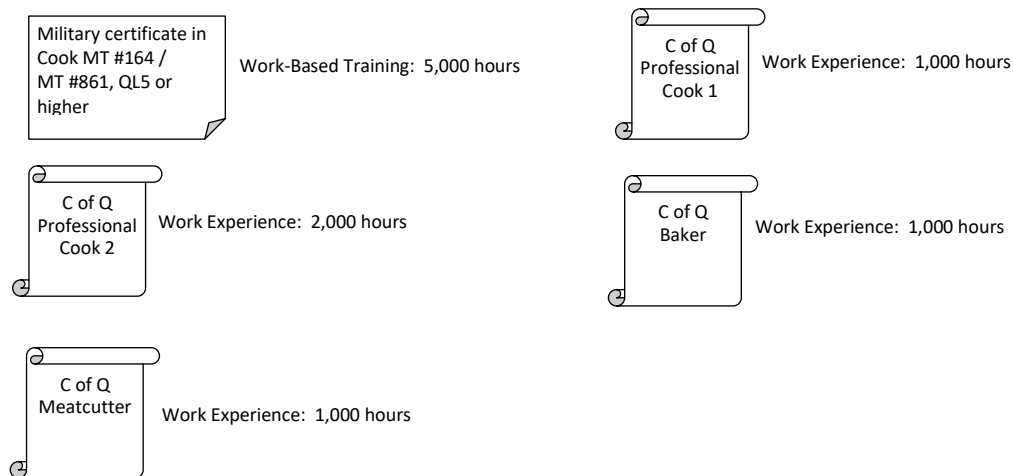 Military certificate in
Cook MT #164 /
MT #861, QL5 or
higher
Work-Based Training: 5,000 hours
C of Q
Professional
Cook 1
Work Experience: 1,000 hours
C of Q
Professional
Cook 2
Work Experience: 2,000 hours
C of Q
Baker
Work Experience: 1,000 hours
C of Q
Meatcutter
Work Experience: 1,000 hours